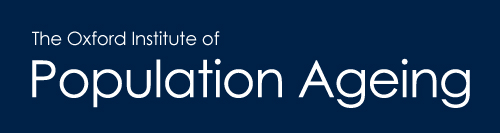 The Oxford Institute of
Population Ageing